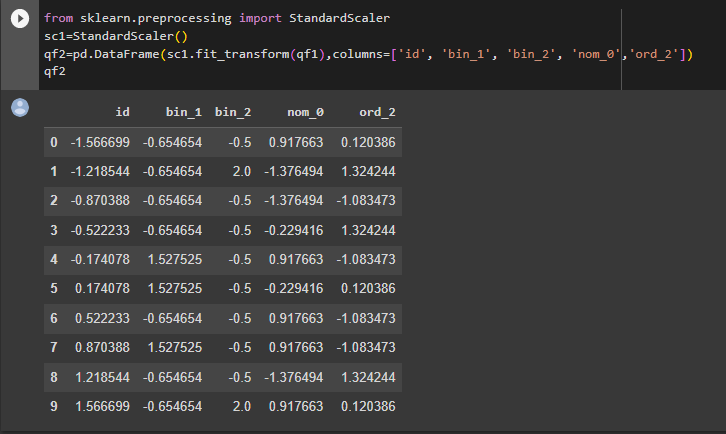 from sklearn.preprocessing import StandardScaler
sc1=StandardScaler()
qf2=pd.DataFrame(sc1.fit_transform(qf1),columns=['id', 'bin_1', 'bin_2', 'nom_0','ord_2'])
qf2
id bin_1 bin_2 nom_0 ord_2
0 -1.566699 -0.654654 -0.5 0.917663 0.120386
1 -1.218544 -0.654654 2.0 -1.376494 1.324244
2 -0.870388 -0.654654 -0.5 -1.376494 -1.083473
3 -0.522233 -0.654654 -0.5 -0.229416 1.324244
4 -0.174078 1.527525 -0.5 0.917663 -1.083473
5 0.174078 1.527525 -0.5 -0.229416 0.120386
6 0.522233 -0.654654 -0.5 0.917663 -1.083473
7 0.870388 1.527525 -0.5 0.917663 -1.083473
8 1.218544 -0.654654 -0.5 -1.376494 1.324244
9 1.566699 -0.654654 2.0 0.917663 0.120386